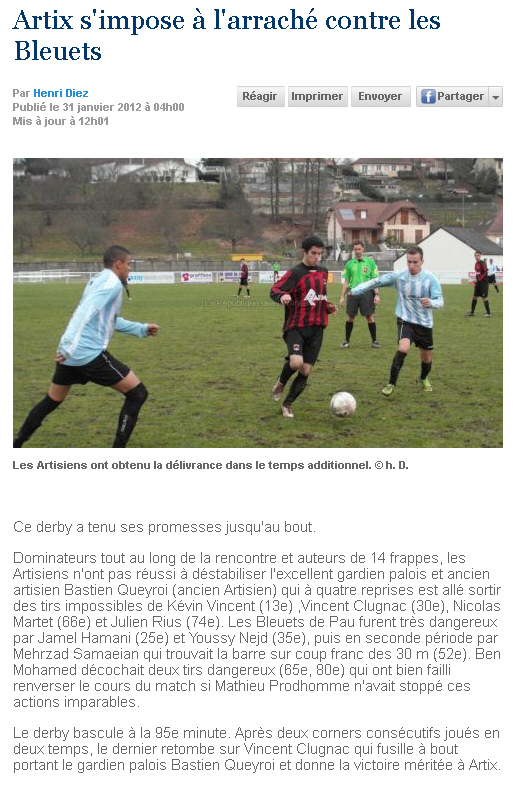 Artix s'impose à l'arraché contre les
Bleuets
Par Henri Diez
Publié le 31 janvier 2012 à 04h00
Mis à jour à 12h01
Réagir Imprimer Envoyer Partager
La République des Pyrénées
Les Artisiens ont obtenu la délivrance dans le temps additionnel. © h. D.
Ce derby a tenu ses promesses jusqu'au bout.
Dominateurs tout au long de la rencontre et auteurs de 14 frappes, les
Artisiens n'ont pas réussi à déstabiliser l'excellent gardien palois et ancien
artisien Bastien Queyroi (ancien Artisien) qui à quatre reprises est allé sortir
des tirs impossibles de Kévin Vincent (13e) ,Vincent Clugnac (30e), Nicolas
Martet (66e) et Julien Rius (74e). Les Bleuets de Pau furent très dangereux
par Jamel Hamani (25e) et Youssy Nejd (35e), puis en seconde période par
Mehrzad Samaeian qui trouvait la barre sur coup franc des 30 m (52e). Ben
Mohamed décochait deux tirs dangereux (65e, 80e) qui ont bien failli
renverser le cours du match si Mathieu Prodhomme n'avait stoppé ces
actions imparables.
Le derby bascule à la 95e minute. Après deux corners consécutifs joués en
deux temps, le dernier retombe sur Vincent Clugnac qui fusille à bout
portant le gardien palois Bastien Queyroi et donne la victoire méritée à Artix.